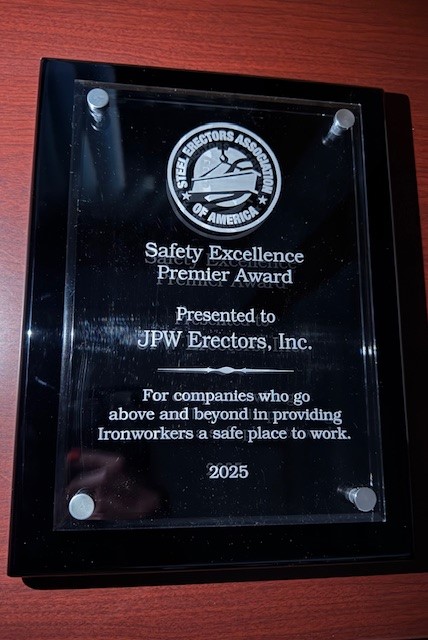 STEEL ERECTORS ASSOCIATION
OF AMERICA
Safety Excellence
Premier Award
Presented to
JPW Erectors, Inc.
For companies who go
above and beyond in providing
Ironworkers a safe place to work.
2025